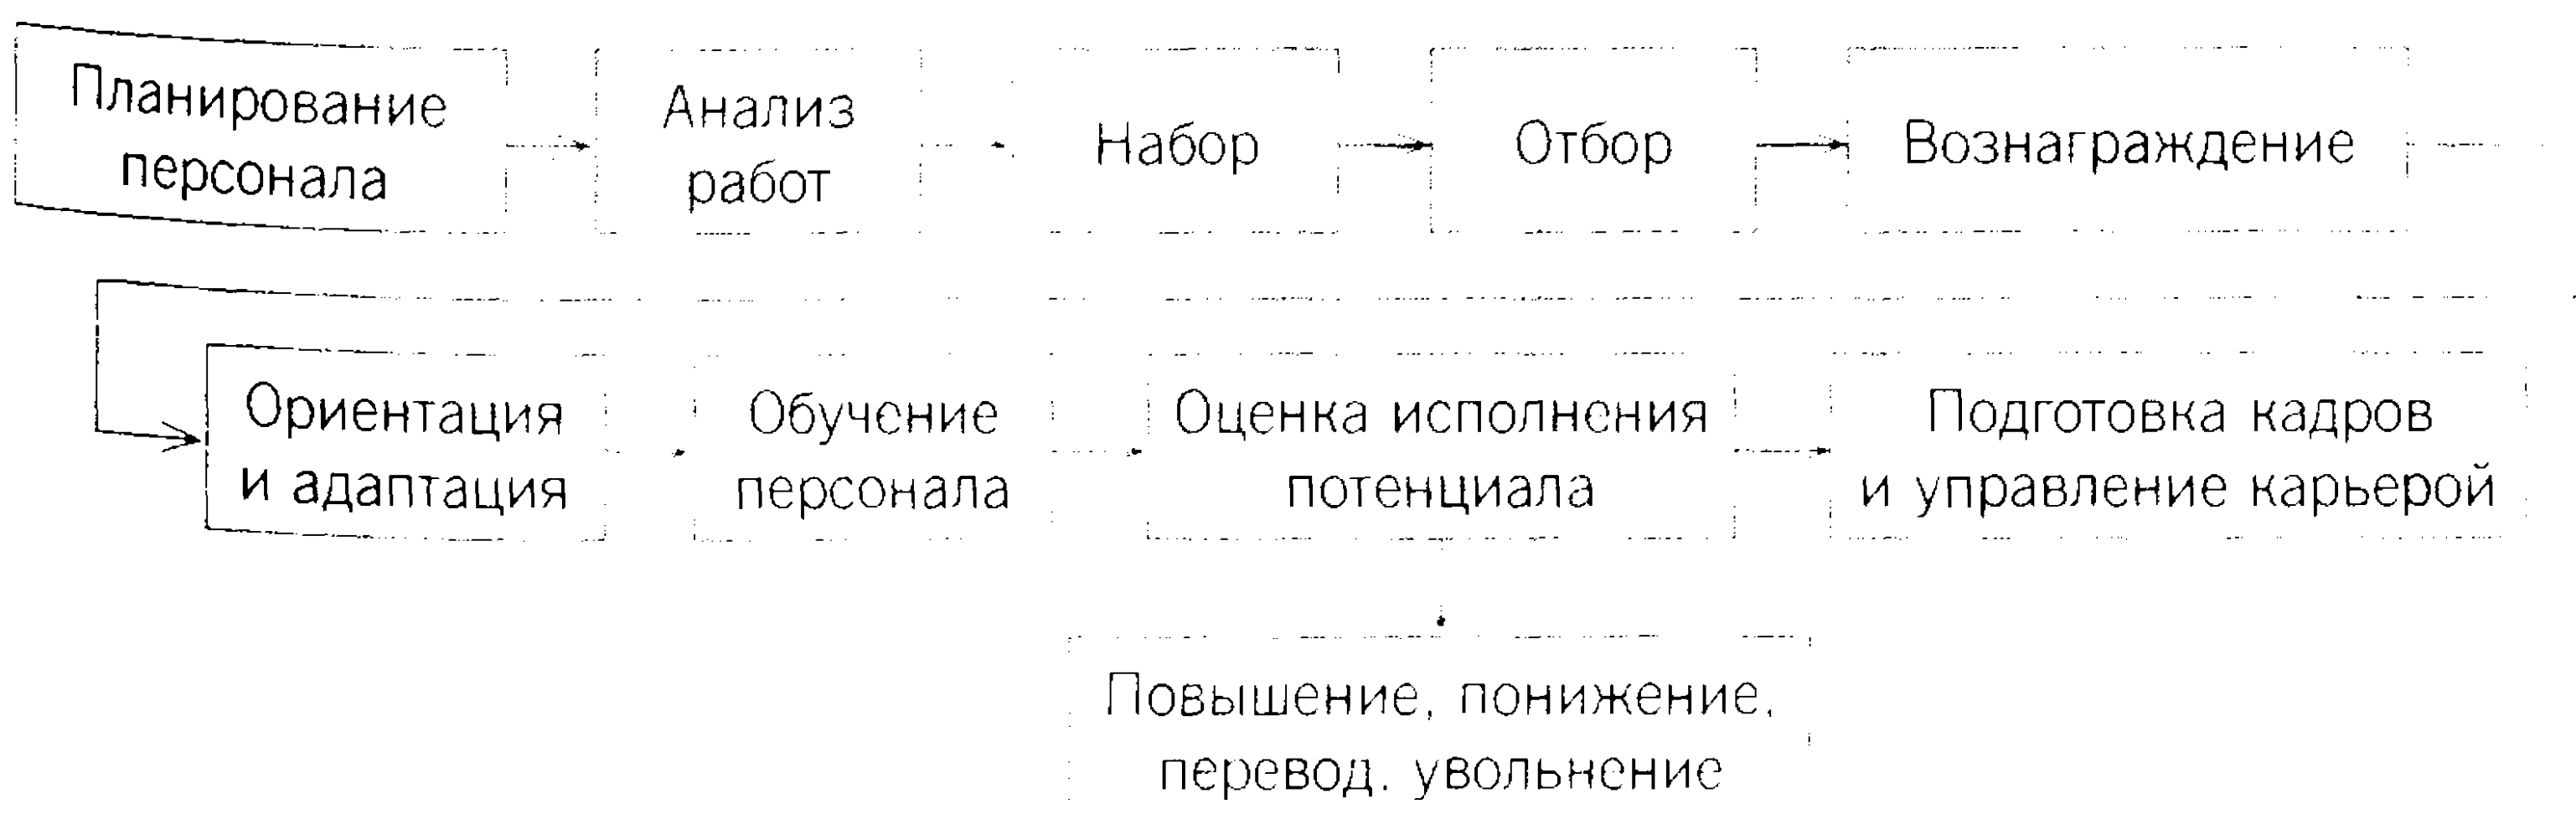 Планирование
персонала
Анализ
работ
Набор
Отбор
Вознаграждение
Ориентация
и адаптация
Обучение
персонала
Оценка исполнения
потенциала
Подготовка кадров
и управление карьерой
Повышение, понижение,
перевод. увольнение